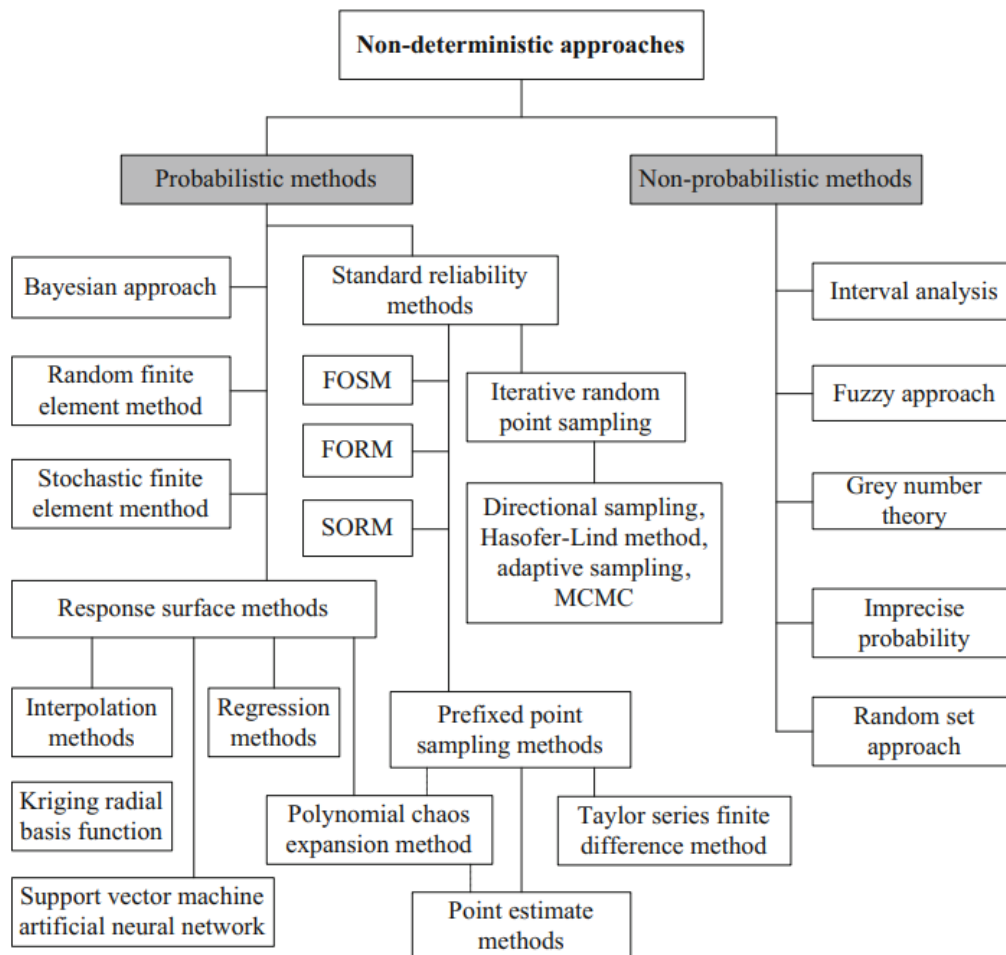 Non-deterministic approaches
Probabilistic methods
Non-probabilistic methods
Bayesian approach
Standard reliability
methods
Interval analysis
Random finite
element method
FOSM
Iterative random
point sampling
Fuzzy approach
FORM
Stochastic finite
element menthod
SORM
Directional sampling,
Hasofer-Lind method,
adaptive sampling,
MCMC
Grey number
theory
Response surface methods
Imprecise
probability
Interpolation
methods
Regression
methods
Prefixed point
sampling methods
Random set
approach
Kriging radial
basis function
Polynomial chaos
expansion method
Taylor series finite
difference method
Support vector machine
artificial neural network
Point estimate
methods